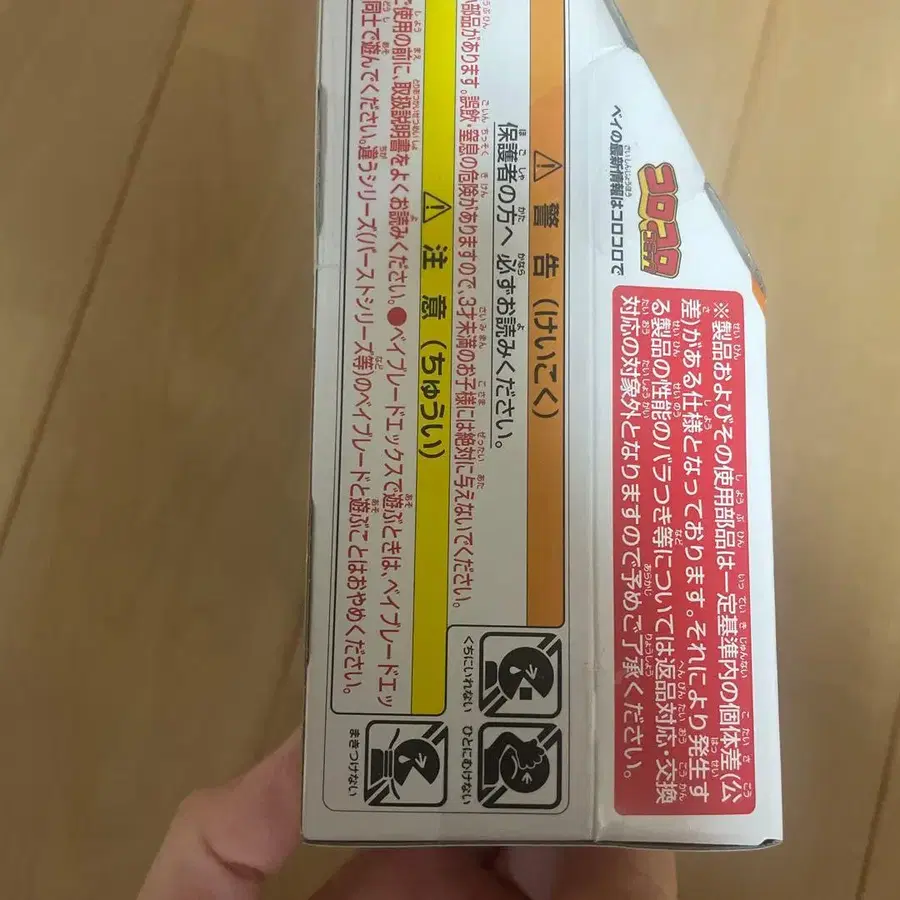 ベイの最新情報はコロコロで
コロコロ
コミック
※製品およびその使用部品は一定基準内の個体差(公
差)がある仕様となっております。それにより発生す
る製品の性能のバラつき等については返品対応・交換
対応の対象外となりますので予めご了承ください。
⚠ 警告(けいこく)
保護者の方へ 必ずお読みください。
部品があります。誤飲・窒息の危険がありますので、3才未満のお子様には絶対に与えないでください。
⚠ 注意(ちゅうい)
ご使用の前に、取扱説明書をよくお読みください。●ベイブレードエックスで遊ぶときは、ベイブレードエッ
同士で遊んでください。違うシリーズ(バーストシリーズ等)のベイブレードと遊ぶことはおやめください。
くちにいれない
ひとにむけない
まきつけない